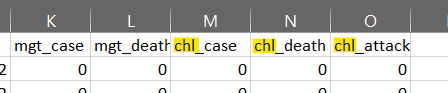 K L M N O
mgt_case mgt_death chl_case chl_death chl_attack
2 0 0 0 0 0